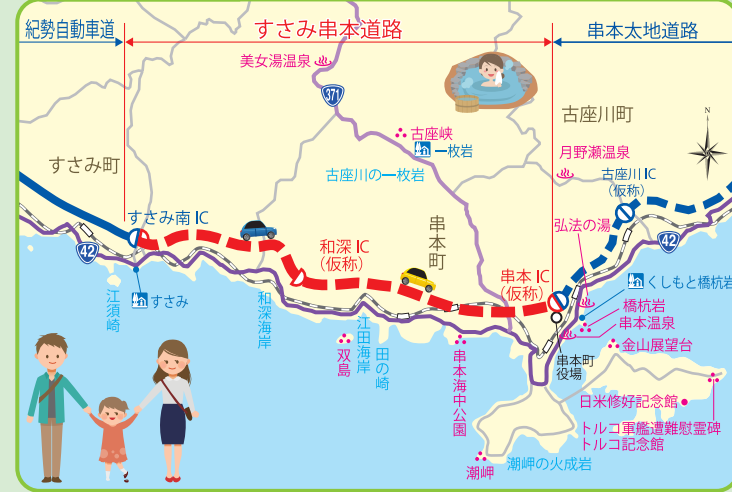 紀勢自動車道
すさみ串本道路
串本太地道路
美女湯温泉
371
古座川町
古座峡
一枚岩
月野瀬温泉
N
すさみ町
古座川の一枚岩
古座川 IC
(仮称)
すさみ南 IC
串本町
弘法の湯
42
和深 IC
(仮称)
42
串本 IC
(仮称)
くしもと橋杭岩
江須崎
すさみ
和深海岸
橋杭岩
串本温泉
双島
江田海岸
田の崎
串本海中公園
金山展望台
串本町
役場
日米修好記念館
トルコ軍艦遭難慰霊碑
トルコ記念館
潮岬
潮岬の火成岩